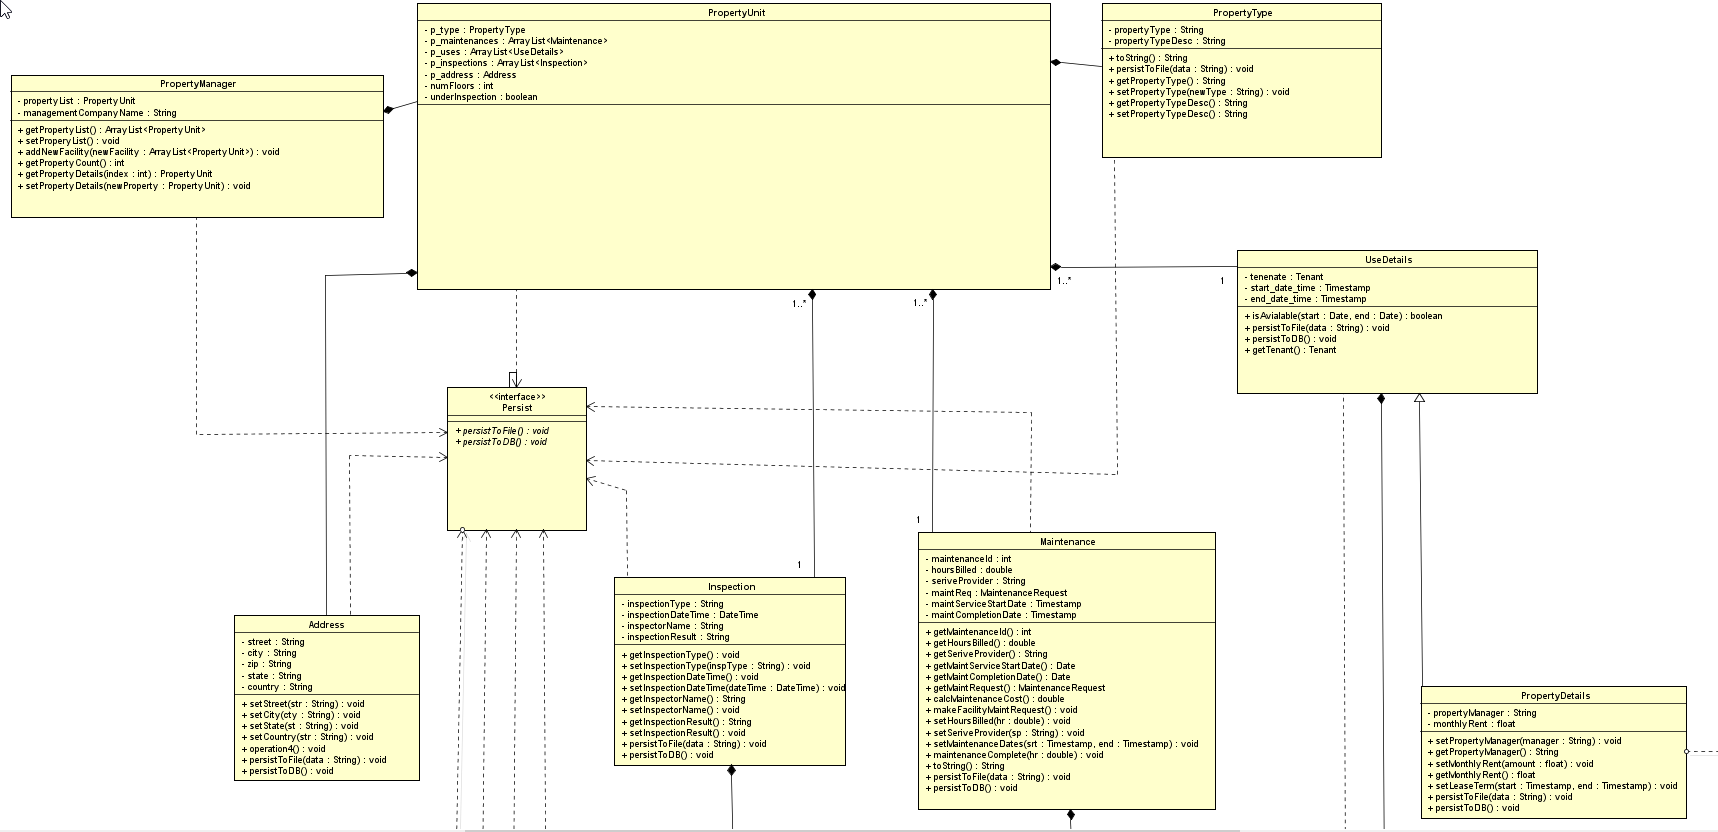 PropertyUnit
- p_type : PropertyType
- p_maintenances : ArrayList<Maintenance>
- p_uses : ArrayList<UseDetails>
- p_inspections : ArrayList<Inspection>
- p_address : Address
- numFloors : int
- underInspection : boolean
PropertyType
- propertyType : String
- propertyTypeDesc : String
+ toString() : String
+ persistToFile(data : String) : void
+ getPropertyType() : String
+ setPropertyType(newType : String) : void
+ getPropertyTypeDesc() : String
+ setPropertyTypeDesc() : String
PropertyManager
- propertyList : PropertyUnit
- managementCompanyName : String
+ getPropertyList() : ArrayList<PropertyUnit>
+ setProperyList() : void
+ addNewFacility(newFacility : ArrayList<PropertyUnit>) : void
+ getPropertyCount() : int
+ getPropertyDetails(index : int) : PropertyUnit
+ setPropertyDetails(newProperty : PropertyUnit) : void
UseDetails
- tenenate : Tenant
- start_date_time : Timestamp
- end_date_time : Timestamp
+ isAvialable(start : Date, end : Date) : boolean
+ persistToFile(data : String) : void
+ persistToDB() : void
+ getTenant() : Tenant
1..*
1
1..*
1..*
<<interface>>
Persist
+ persistToFile() : void
+ persistToDB() : void
1
1
Maintenance
- maintenanceId : int
- hoursBilled : double
- seriveProvider : String
- maintReq : MaintenanceRequest
- maintServiceStartDate : Timestamp
- maintCompletionDate : Timestamp
+ getMaintenanceId() : int
+ getHoursBilled() : double
+ getSeriveProvider() : String
+ getMaintServiceStartDate() : Date
+ getMaintCompletionDate() : Date
+ getMaintRequest() : MaintenanceRequest
+ calcMaintenanceCost() : double
+ makeFacilityMaintRequest() : void
+ setHoursBilled(hr : double) : void
+ setSeriveProvider(sp : String) : void
+ setMaintenanceDates(srt : Timestamp, end : Timestamp) : void
+ maintenanceComplete(hr : double) : void
+ toString() : String
+ persistToFile(data : String) : void
+ persistToDB() : void
Inspection
- inspectionType : String
- inspectionDateTime : DateTime
- inspectorName : String
- inspectionResult : String
+ getInspectionType() : void
+ setInspectionType(inspType : String) : void
+ getInspectionDateTime() : void
+ setInspectionDateTime(dateTime : DateTime) : void
+ getInspectorName() : String
+ setInspectorName() : void
+ getInspectionResult() : String
+ setInspectionResult() : void
+ persistToFile(data : String) : void
+ persistToDB() : void
Address
- street : String
- city : String
- zip : String
- state : String
- country : String
+ setStreet(str : String) : void
+ setCity(cty : String) : void
+ setState(st : String) : void
+ setCountry(str : String) : void
+ operation4() : void
+ persistToFile(data : String) : void
+ persistToDB() : void
PropertyDetails
- propertyManager : String
- monthlyRent : float
+ setPropertyManager(manager : String) : void
+ getPropertyManager() : String
+ setMonthlyRent(amount : float) : void
+ getMonthlyRent() : float
+ setLeaseTerm(start : Timestamp, end : Timestamp) : void
+ persistToFile(data : String) : void
+ persistToDB() : void